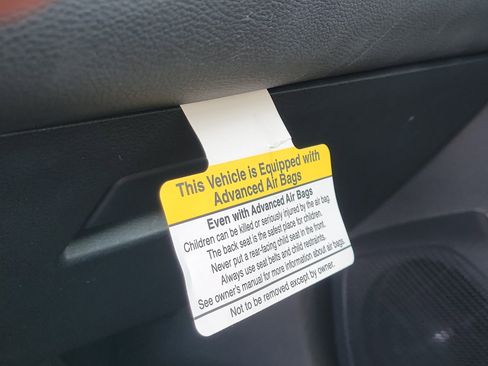 This Vehicle is Equipped with
Advanced Air Bags
Even with Advanced Air Bags
Children can be killed or seriously injured by the air bag
The back seat is the safest place for children.
Never put a rear-facing child seat in the front.
Always use seat belts and child restraints.
See owner's manual for more information about air bags.
Not to be removed except by owner.